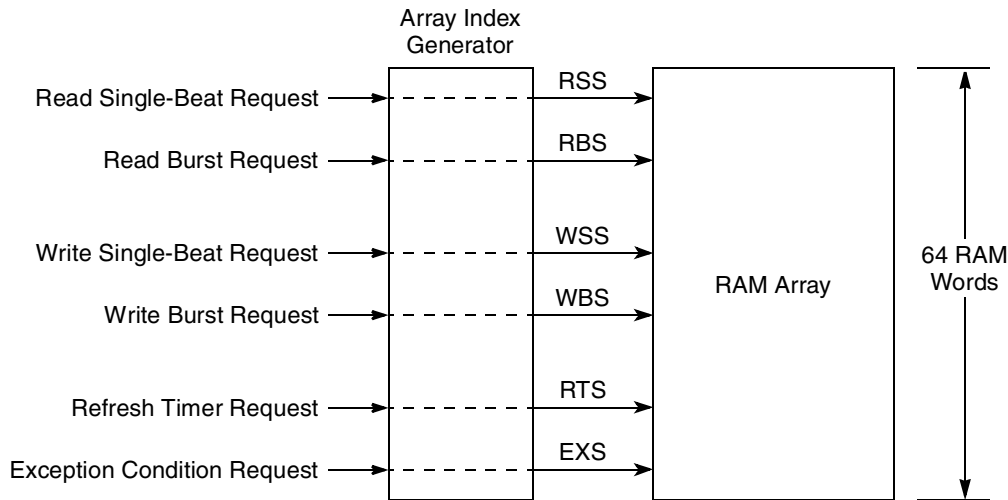 Array Index
Generator
Read Single-Beat Request
RSS
Read Burst Request
RBS
Write Single-Beat Request
WSS
Write Burst Request
WBS
Refresh Timer Request
RTS
Exception Condition Request
EXS
RAM Array
64 RAM
Words